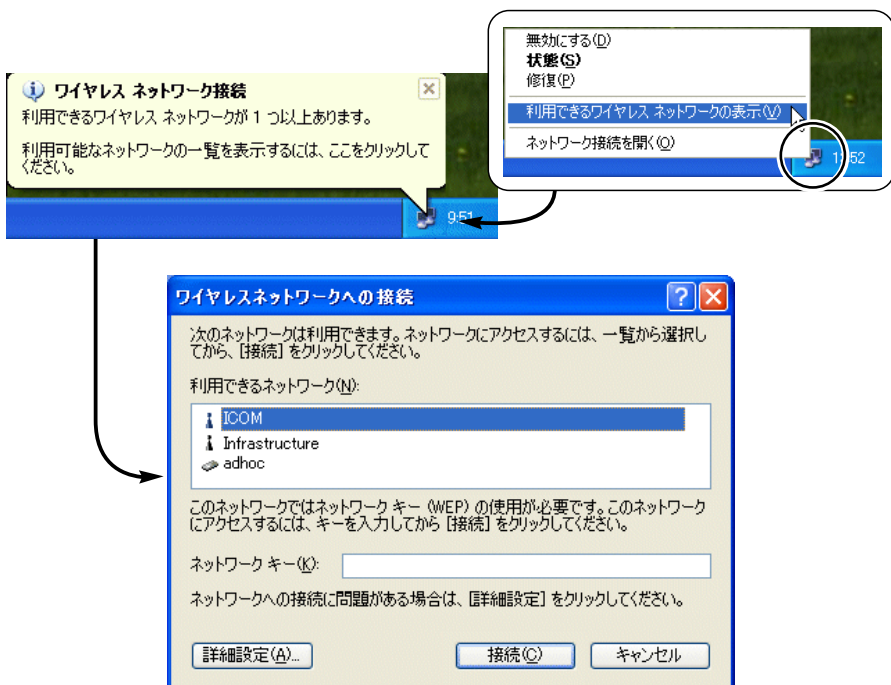 ワイヤレス ネットワーク接続
利用できるワイヤレス ネットワークが 1 つ以上あります。
利用可能なネットワークの一覧を表示するには、ここをクリックして
ください。
9:51
無効にする(D)
状態(S)
修復(P)
利用できるワイヤレス ネットワークの表示(V)
ネットワーク接続を開く(O)
ワイヤレスネットワークへの接続
次のネットワークは利用できます。ネットワークにアクセスするには、一覧から選択し
てから、[接続] をクリックしてください。
利用できるネットワーク(N):
ICOM
Infrastructure
adhoc
このネットワークではネットワーク キー (WEP) の使用が必要です。このネットワーク
にアクセスするには、キーを入力してから [接続] をクリックしてください。
ネットワーク キー(K):
ネットワークへの接続に問題がある場合は、[詳細設定] をクリックしてください。
詳細設定(A)...
接続(C)
キャンセル